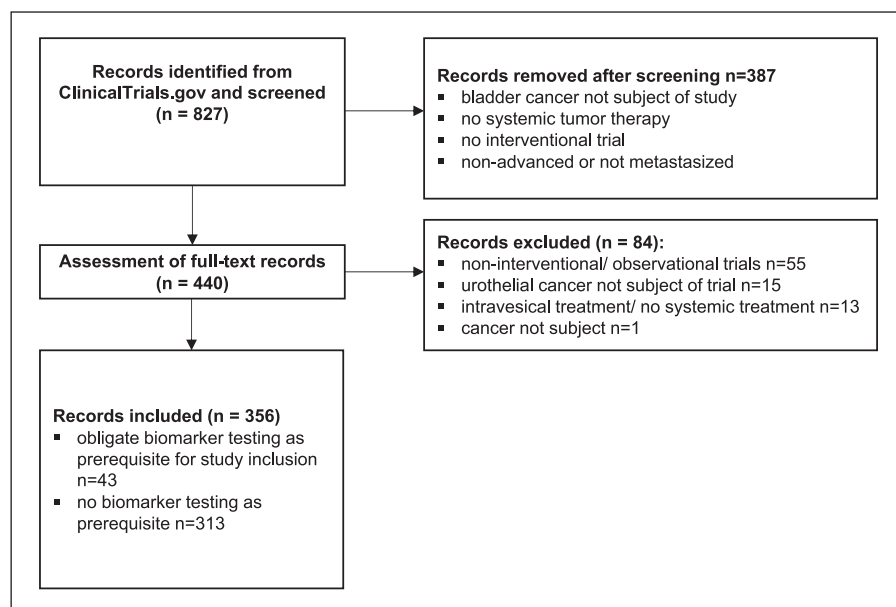 Records identified from
ClinicalTrials.gov and screened
(n = 827)
Records removed after screening n=387
▪ bladder cancer not subject of study
▪ no systemic tumor therapy
▪ no interventional trial
▪ non-advanced or not metastasized
Assessment of full-text records
(n = 440)
Records excluded (n = 84):
▪ non-interventional/ observational trials n=55
▪ urothelial cancer not subject of trial n=15
▪ intravesical treatment/ no systemic treatment n=13
▪ cancer not subject n=1
Records included (n = 356)
▪ obligate biomarker testing as
prerequisite for study inclusion
n=43
▪ no biomarker testing as
prerequisite n=313